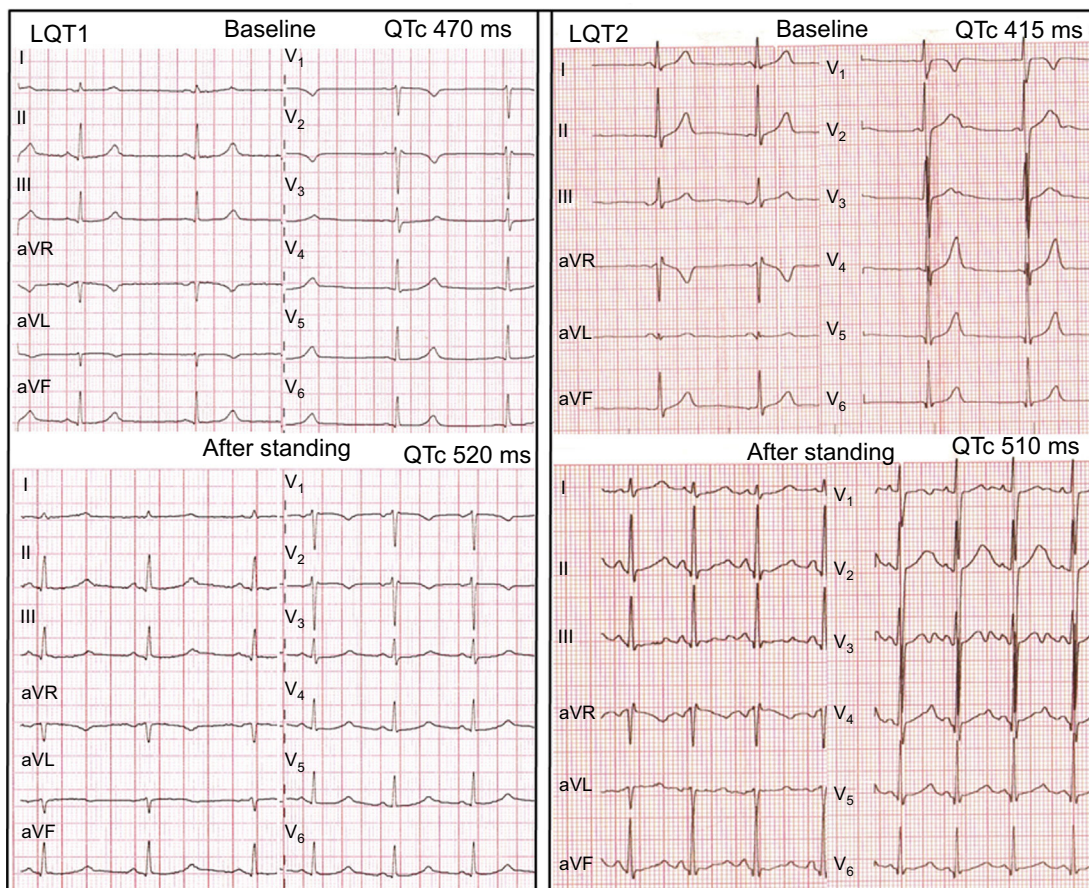 LQT1 Baseline QTc 470 ms
I V1
II V2
III V3
aVR V4
aVL V5
aVF V6
After standing QTc 520 ms
I V1
II V2
III V3
aVR V4
aVL V5
aVF V6
LQT2 Baseline QTc 415 ms
I V1
II V2
III V3
aVR V4
aVL V5
aVF V6
After standing QTc 510 ms
I V1
II V2
III V3
aVR V4
aVL V5
aVF V6